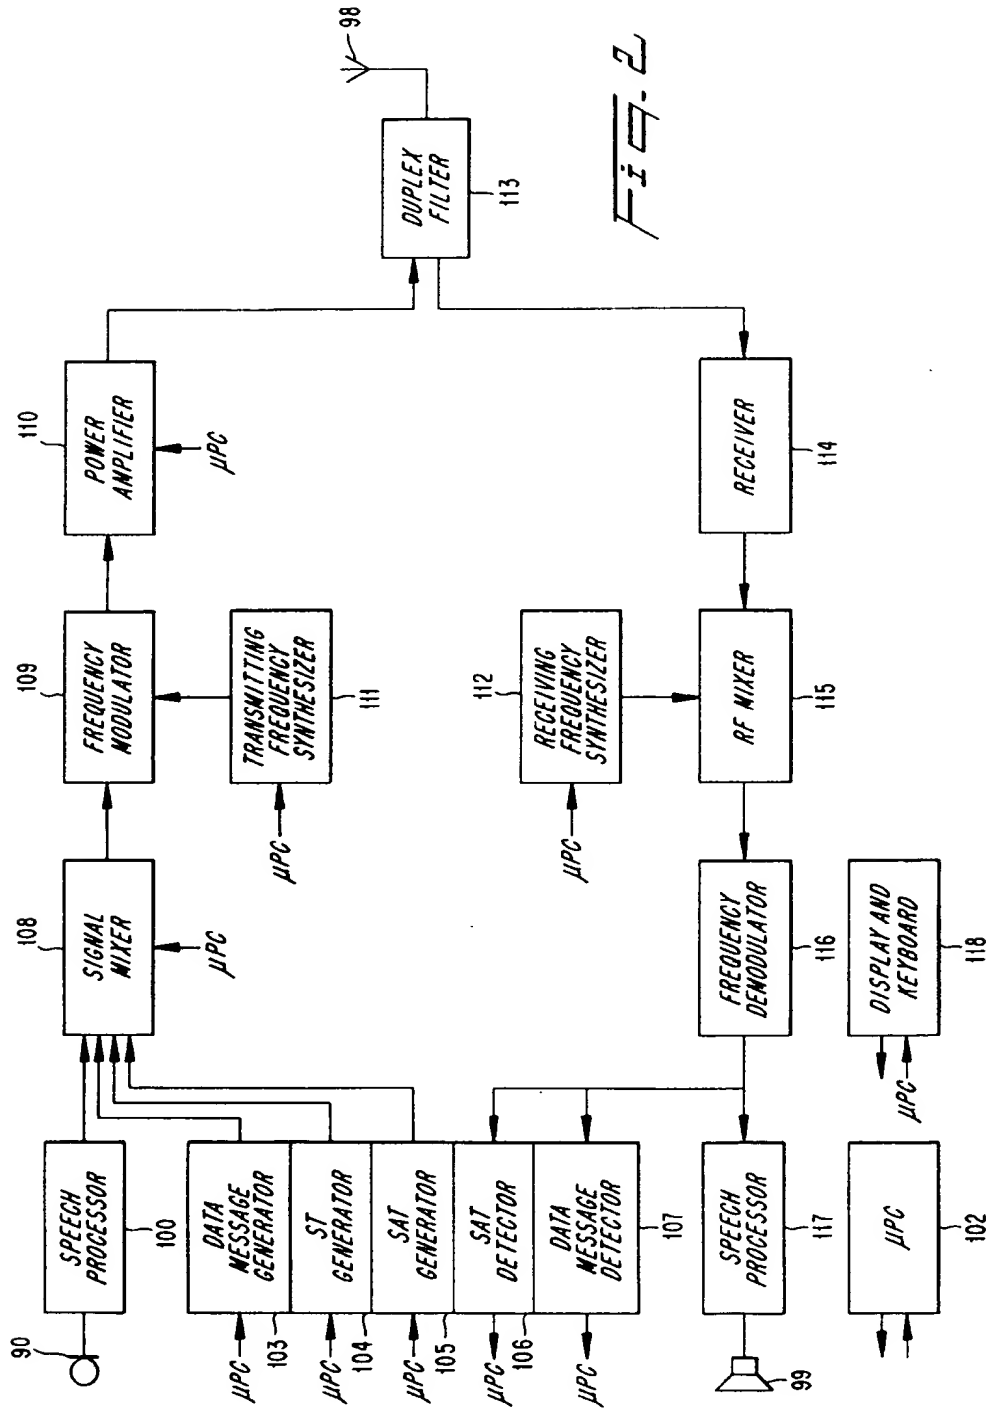 90
SPEECH
PROCESSOR
100
DATA
MESSAGE
GENERATOR
μPC
103
ST
GENERATOR
μPC
104
SAT
GENERATOR
μPC
105
SAT
DETECTOR
μPC
106
DATA
MESSAGE
DETECTOR
μPC
107
SPEECH
PROCESSOR
117
99
μPC
102
108
SIGNAL
MIXER
μPC
109
FREQUENCY
MODULATOR
TRANSMITTING
FREQUENCY
SYNTHESIZER
111
μPC
110
POWER
AMPLIFIER
μPC
98
DUPLEX
FILTER
113
RECEIVER
114
112
RECEIVING
FREQUENCY
SYNTHESIZER
μPC
RF MIXER
115
FREQUENCY
DEMODULATOR
116
DISPLAY AND
KEYBOARD
118
μPC
Fig. 2